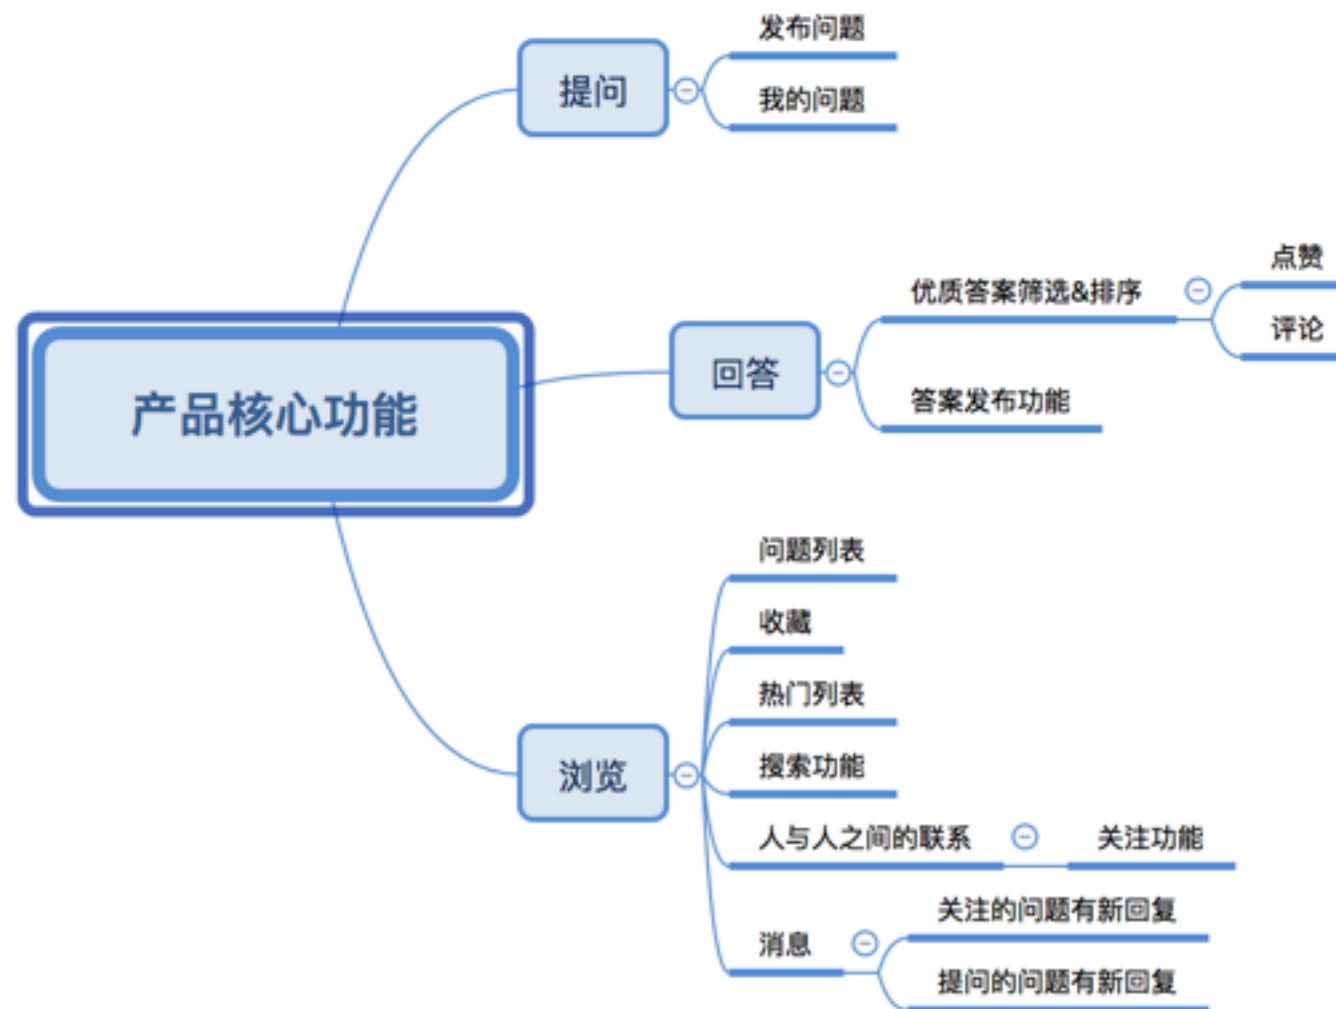 产品核心功能
提问
发布问题
我的问题
回答
优质答案筛选&排序
点赞
评论
答案发布功能
浏览
问题列表
收藏
热门列表
搜索功能
人与人之间的联系
关注功能
消息
关注的问题有新回复
提问的问题有新回复